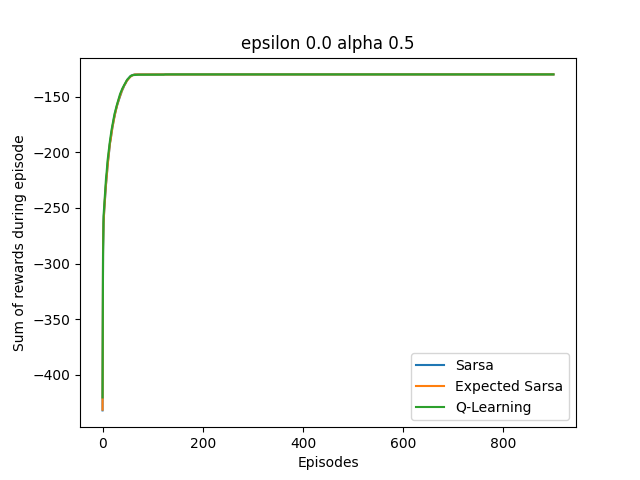 epsilon 0.0 alpha 0.5
Sum of rewards during episode
−150
−200
−250
−300
−350
−400
Sarsa
Expected Sarsa
Q-Learning
0 200 400 600 800
Episodes